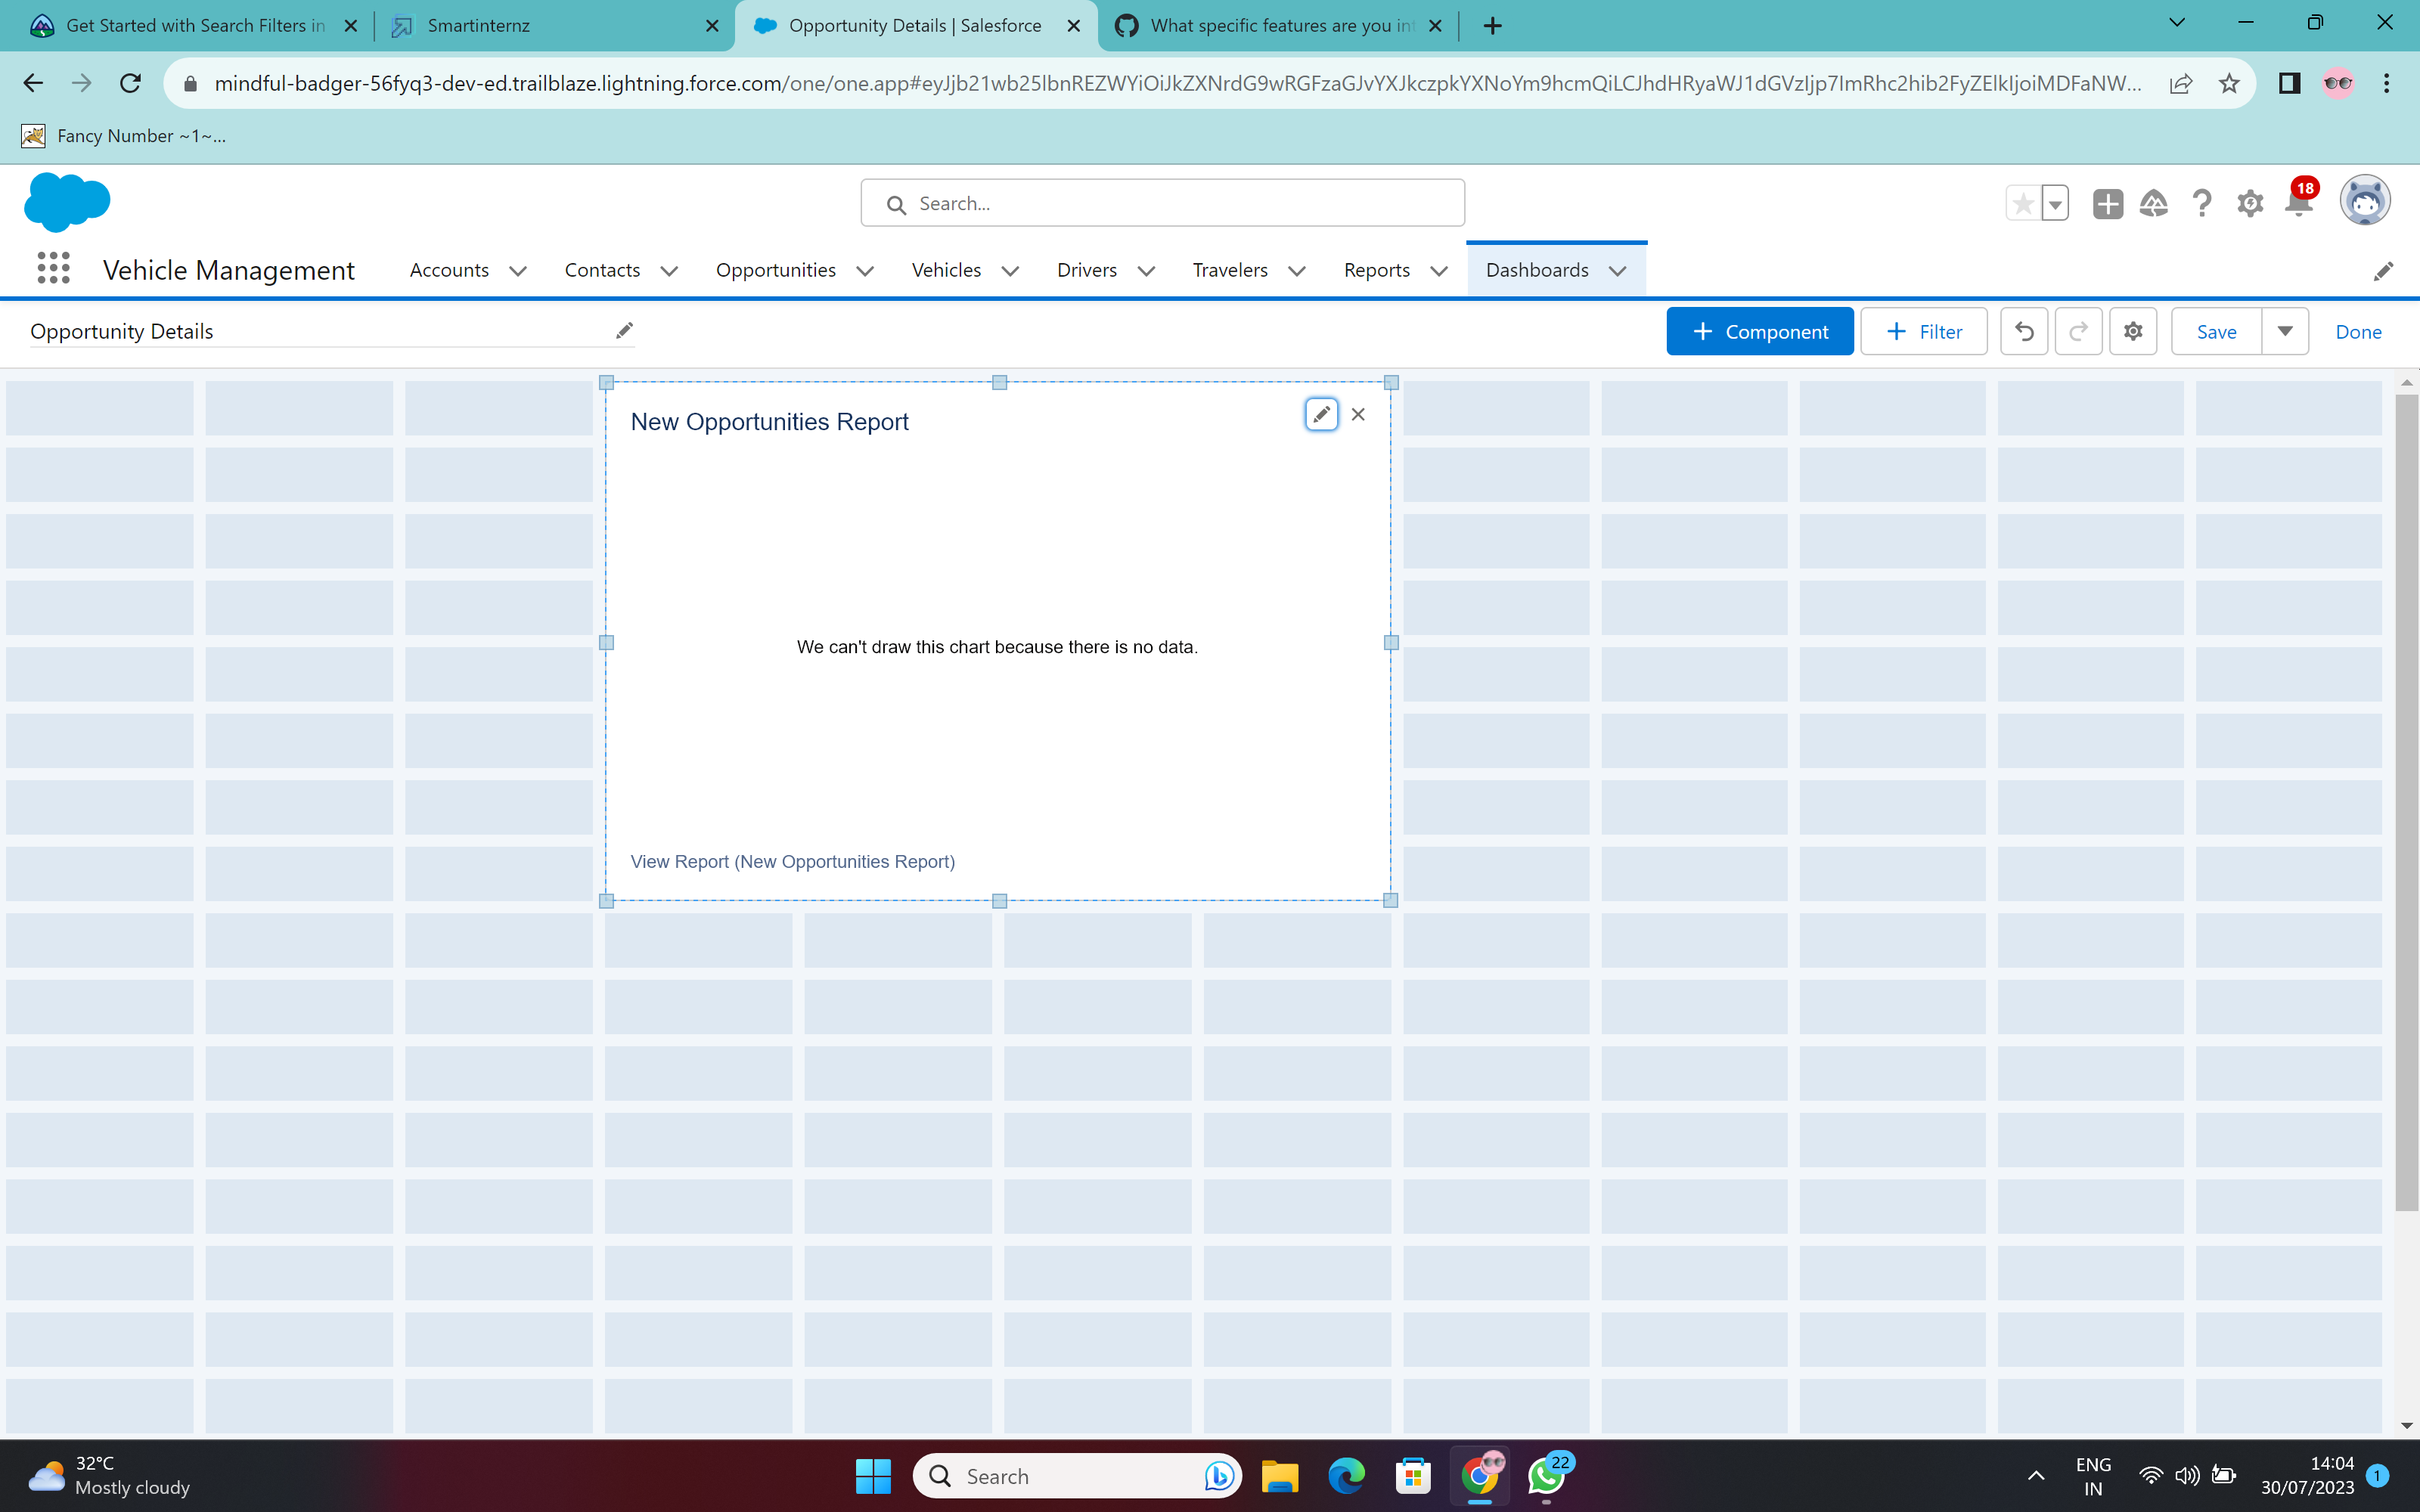 Get Started with Search Filters in
Smartinternz
Opportunity Details | Salesforce
What specific features are you int
mindful-badger-56fyq3-dev-ed.trailblaze.lightning.force.com/one/one.app#eyJjb21wb25lbnREZWYiOiJkZXNrdG9wRGFzaGJvYXJkczpkYXNoYm9hcmQiLCJhdHRyaWJ1dGVzIjp7ImRhc2hib2FyZElkIjoiMDFaNW...
Fancy Number ~1~...
Search...
18
Vehicle Management
Accounts
Contacts
Opportunities
Vehicles
Drivers
Travelers
Reports
Dashboards
Opportunity Details
Component
Filter
Save
Done
New Opportunities Report
We can't draw this chart because there is no data.
View Report (New Opportunities Report)
32°C
Mostly cloudy
Search
22
ENG
IN
14:04
30/07/2023
1